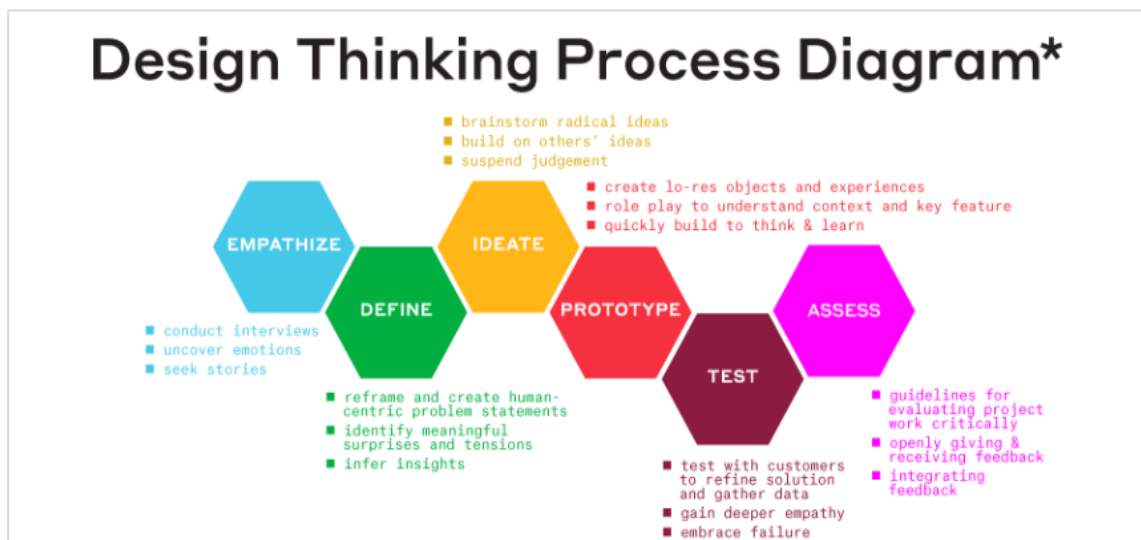 Design Thinking Process Diagram*
■ brainstorm radical ideas
■ build on others' ideas
■ suspend judgement
■ create lo-res objects and experiences
■ role play to understand context and key feature
■ quickly build to think & learn
EMPATHIZE
IDEATE
DEFINE
PROTOTYPE
ASSESS
TEST
■ conduct interviews
■ uncover emotions
■ seek stories
■ reframe and create human-
centric problem statements
■ identify meaningful
surprises and tensions
■ infer insights
■ test with customers
to refine solution
and gather data
■ gain deeper empathy
■ embrace failure
■ guidelines for
evaluating project
work critically
■ openly giving &
receiving feedback
■ integrating
feedback